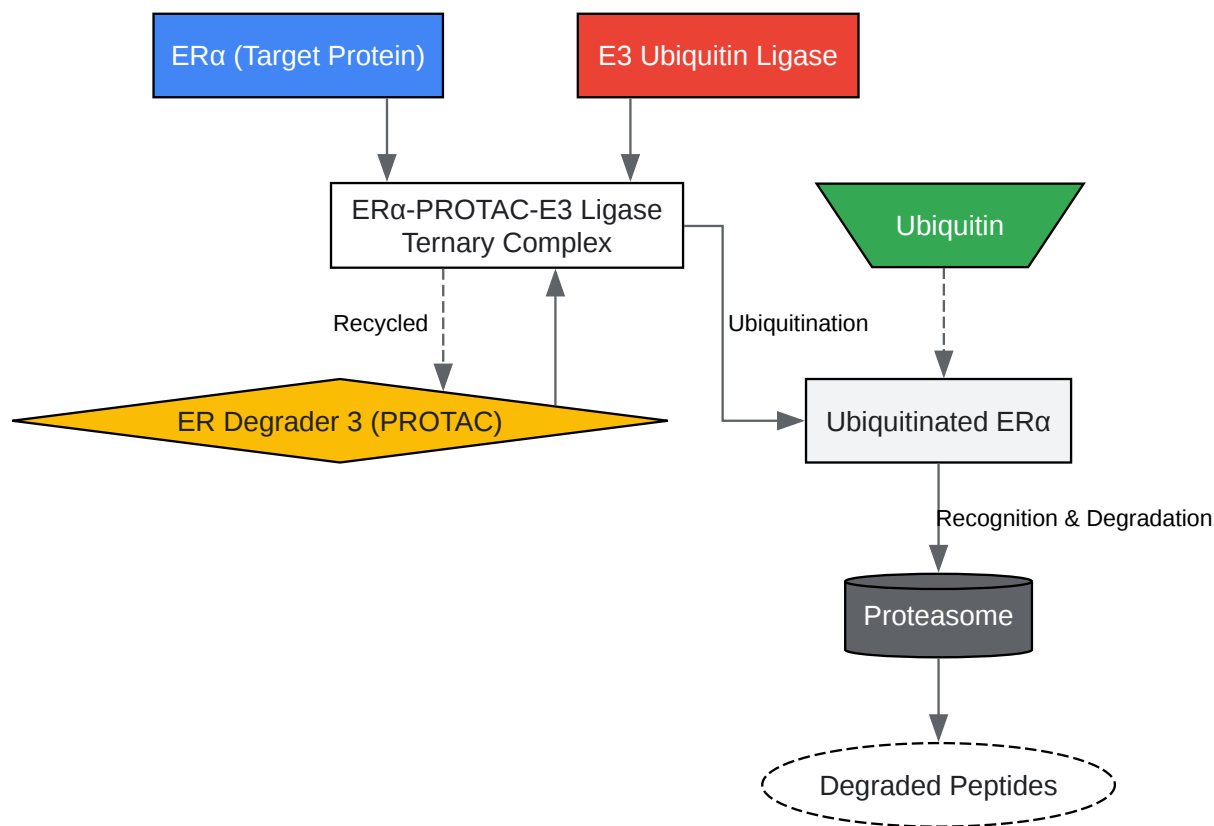 ERα (Target Protein)
E3 Ubiquitin Ligase
ERα-PROTAC-E3 Ligase
Ternary Complex
Ubiquitin
Recycled
Ubiquitination
ER Degrader 3 (PROTAC)
Ubiquitinated ERα
Recognition & Degradation
Proteasome
Degraded Peptides